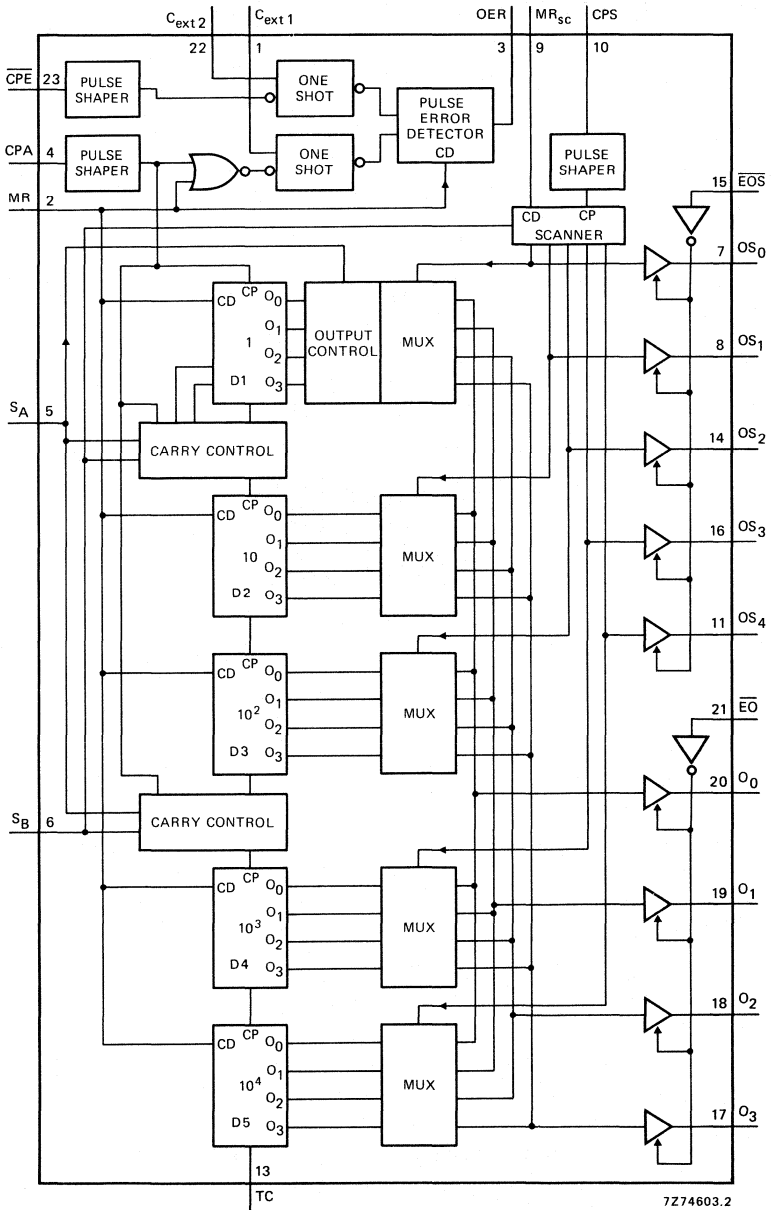 Cext 2 Cext 1 OER MRsc CPS
22 1 3 9 10
CPE 23 PULSE SHAPER
ONE SHOT
PULSE ERROR DETECTOR CD
CPA 4 PULSE SHAPER
ONE SHOT
PULSE SHAPER
MR 2
15 EOS
CD CP
SCANNER
7 OS0
CP
CD O0
1 O1
O2
D1 O3
OUTPUT CONTROL
MUX
8 OS1
SA 5
CARRY CONTROL
14 OS2
CP
CD O0
10 O1
O2
D2 O3
MUX
16 OS3
11 OS4
CP
CD O0
10² O1
O2
D3 O3
MUX
21 EO
20 O0
SB 6
CARRY CONTROL
CP
CD O0
10³ O1
O2
D4 O3
MUX
19 O1
18 O2
CP
CD O0
10⁴ O1
O2
D5 O3
MUX
17 O3
13
TC
7Z74603.2